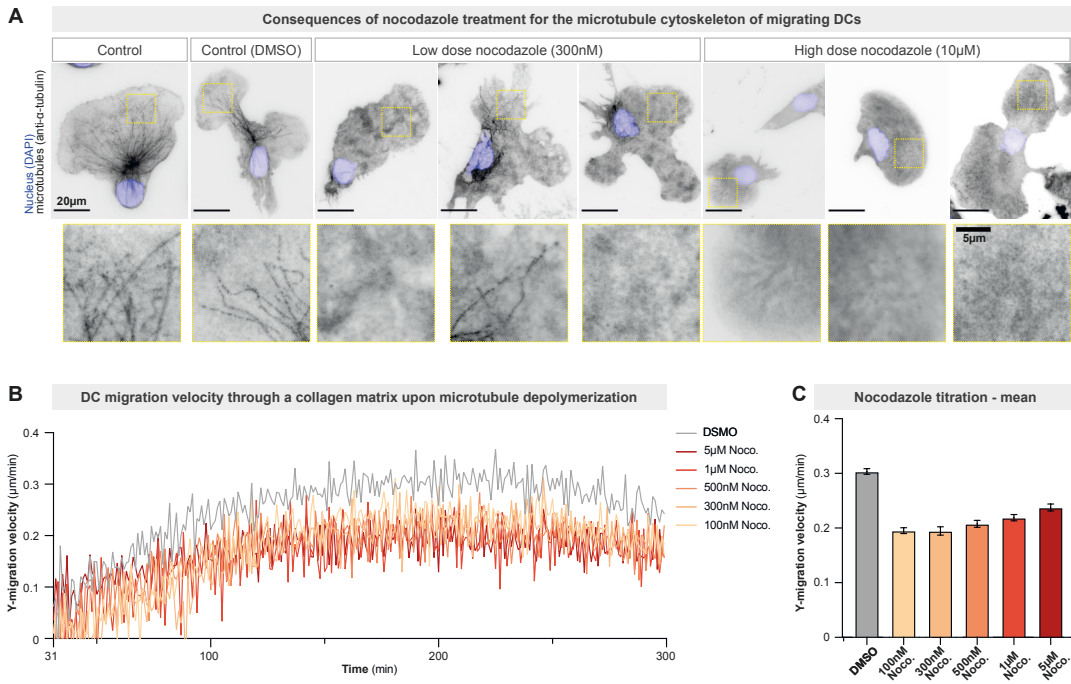 A
Consequences of nocodazole treatment for the microtubule cytoskeleton of migrating DCs
Control
Control (DMSO)
Low dose nocodazole (300nM)
High dose nocodazole (10µM)
Nucleus (DAPI)
microtubules (anti-α-tubulin)
20µm
5µm
B
DC migration velocity through a collagen matrix upon microtubule depolymerization
Y-migration velocity (µm/min)
0.4
0.3
0.2
0.1
0
31
100
200
300
Time (min)
DSMO
5µM Noco.
1µM Noco.
500nM Noco.
300nM Noco.
100nM Noco.
C
Nocodazole titration - mean
Y-migration velocity (µm/min)
0.4
0.3
0.2
0.1
0
DMSO
100nM
Noco.
300nM
Noco.
500nM
Noco.
1µM
Noco.
5µM
Noco.